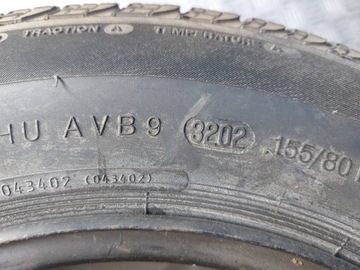 TRACTION A TEMPERATURE A
HU AVB9 3202 155/80
043402 (043402)